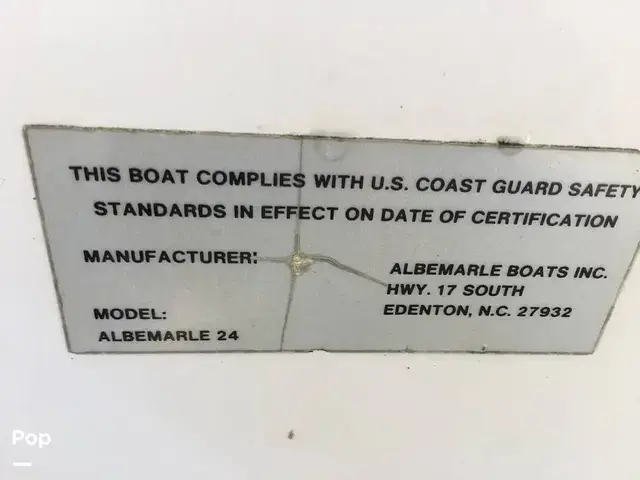 THIS BOAT COMPLIES WITH U.S. COAST GUARD SAFETY
STANDARDS IN EFFECT ON DATE OF CERTIFICATION
MANUFACTURER:
ALBEMARLE BOATS INC.
HWY. 17 SOUTH
EDENTON, N.C. 27932
MODEL:
ALBEMARLE 24
Pop